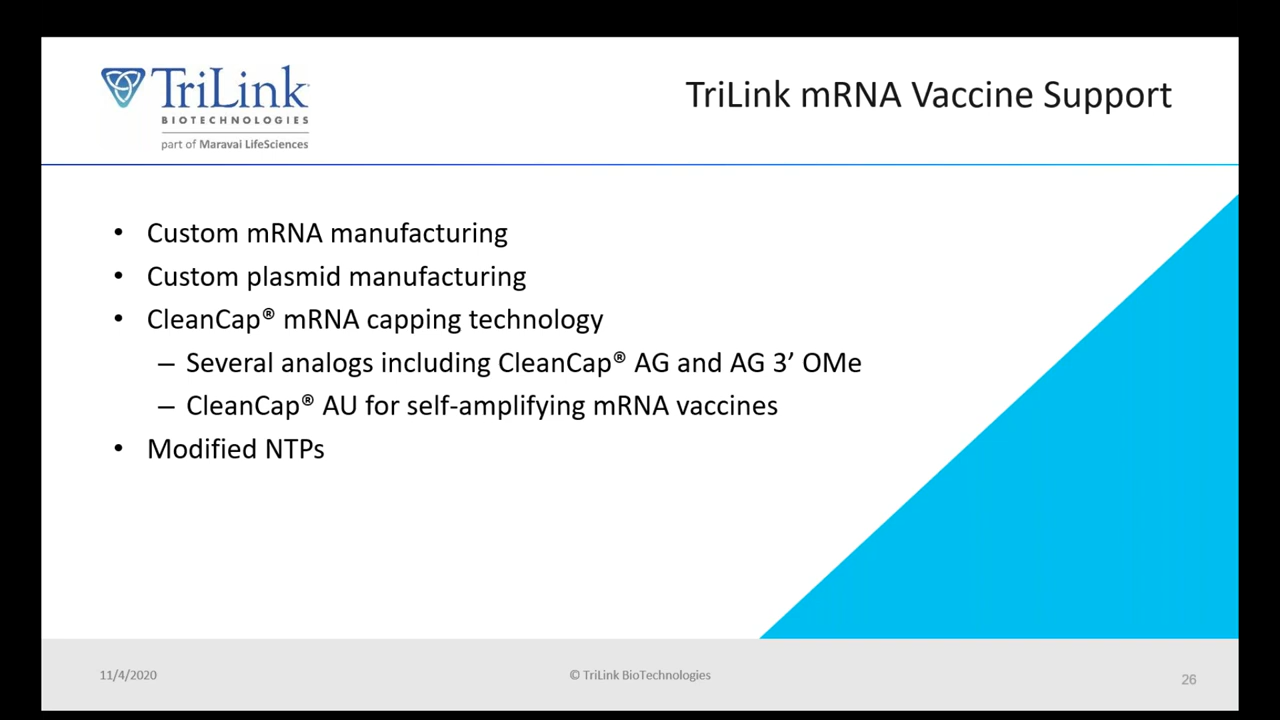 TriLink
BIOTECHNOLOGIES
part of Maravai LifeSciences
TriLink mRNA Vaccine Support
• Custom mRNA manufacturing
• Custom plasmid manufacturing
• CleanCap® mRNA capping technology
– Several analogs including CleanCap® AG and AG 3’ OMe
– CleanCap® AU for self-amplifying mRNA vaccines
• Modified NTPs
11/4/2020
© TriLink BioTechnologies
26